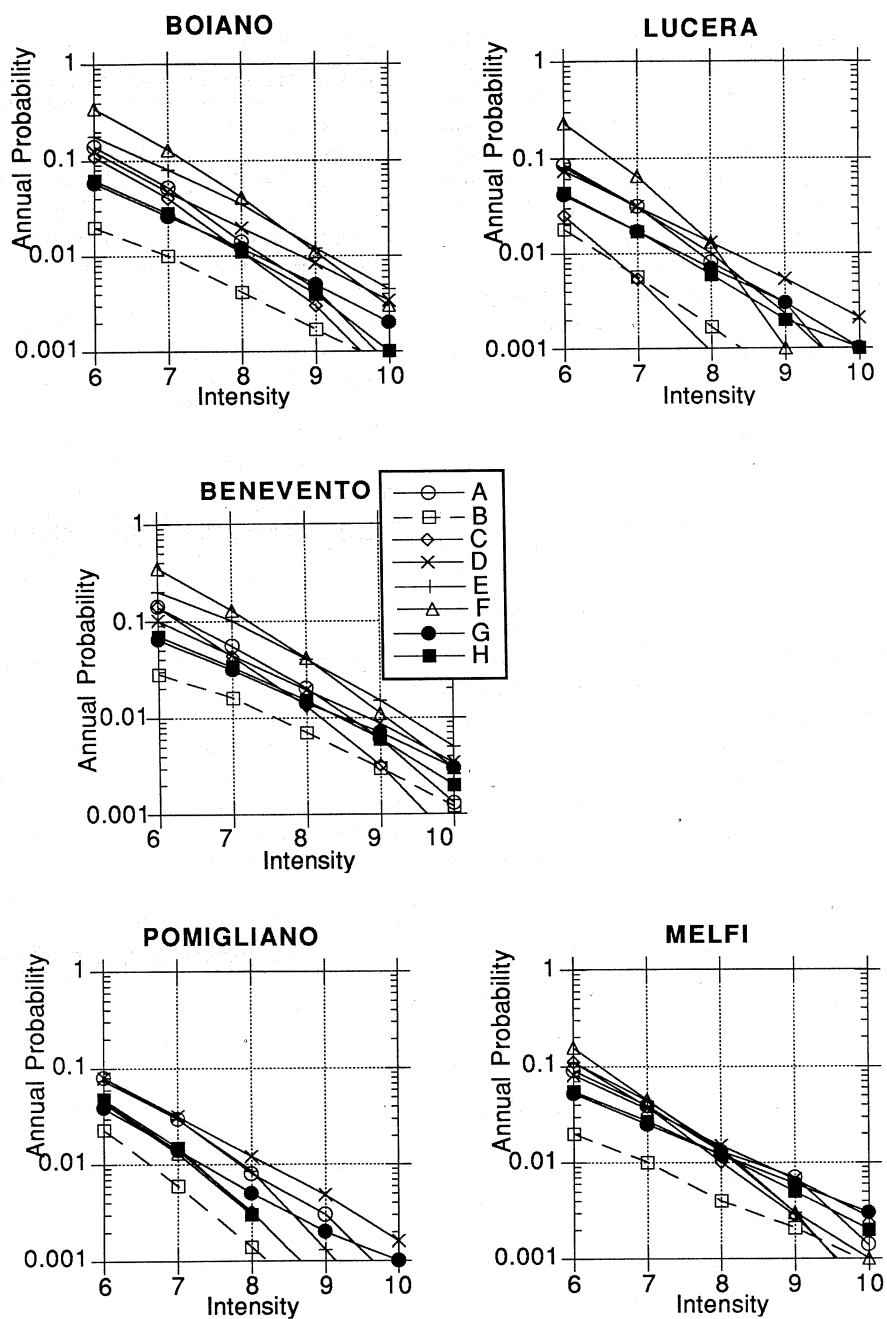 BOIANO
Annual Probability
1
0.1
0.01
0.001
6 7 8 9 10
Intensity
LUCERA
Annual Probability
1
0.1
0.01
0.001
6 7 8 9 10
Intensity
BENEVENTO
Annual Probability
1
0.1
0.01
0.001
6 7 8 9 10
Intensity
A
B
C
D
E
F
G
H
POMIGLIANO
Annual Probability
1
0.1
0.01
0.001
6 7 8 9 10
Intensity
MELFI
Annual Probability
1
0.1
0.01
0.001
6 7 8 9 10
Intensity